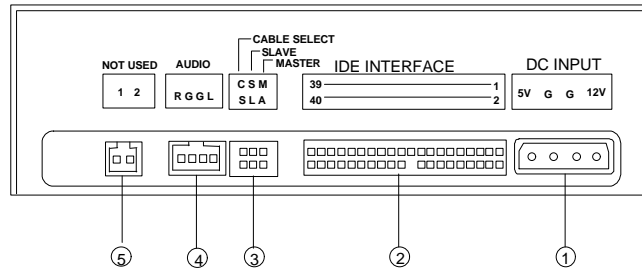 CABLE SELECT
SLAVE
MASTER
NOT USED
AUDIO
IDE INTERFACE
DC INPUT
1 2
R G G L
C S M
S L A
39
1
40
2
5V G G 12V
5
4
3
2
1